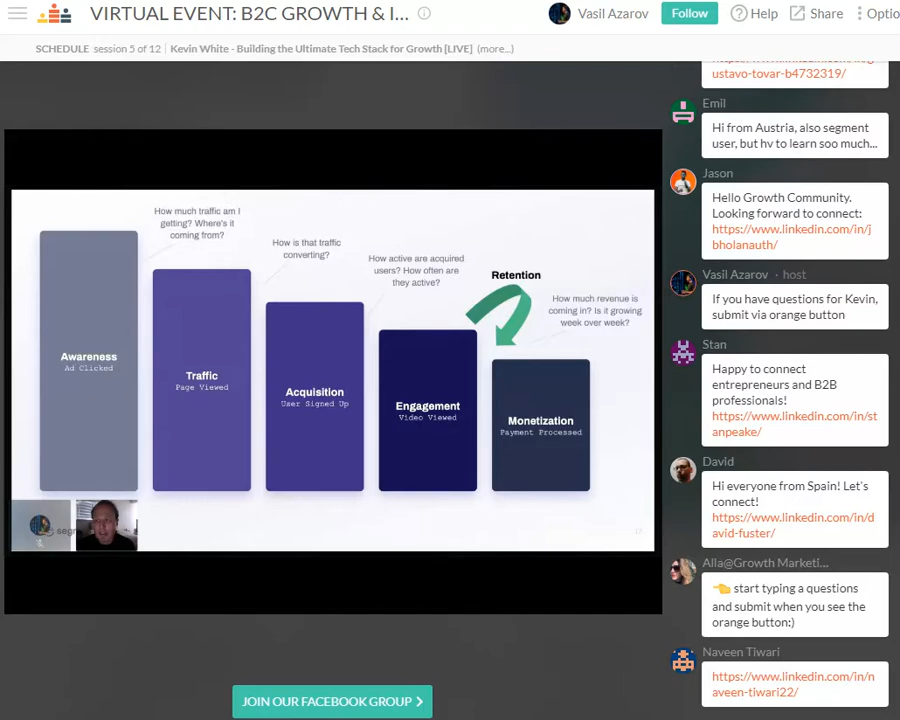 VIRTUAL EVENT: B2C GROWTH & I...
Vasil Azarov
Follow
Help
Share
Optio
SCHEDULE session 5 of 12 | Kevin White - Building the Ultimate Tech Stack for Growth [LIVE] (more...)
How much traffic am I
getting? Where's it
coming from?
How is that traffic
converting?
How active are acquired
users? How often are
they active?
Retention
How much revenue is
coming in? Is it growing
week over week?
Awareness
Ad Clicked
Traffic
Page Viewed
Acquisition
User Signed Up
Engagement
Video Viewed
Monetization
Payment Processed
JOIN OUR FACEBOOK GROUP
ustavo-tovar-b4732319/
Emil
Hi from Austria, also segment
user, but hv to learn soo much...
Jason
Hello Growth Community.
Looking forward to connect:
https://www.linkedin.com/in/j
bholanauth/
Vasil Azarov · host
If you have questions for Kevin,
submit via orange button
Stan
Happy to connect
entrepreneurs and B2B
professionals!
https://www.linkedin.com/in/st
anpeake/
David
Hi everyone from Spain! Let's
connect!
https://www.linkedin.com/in/d
avid-fuster/
Alla@Growth Marketi...
👈 start typing a questions
and submit when you see the
orange button:)
Naveen Tiwari
https://www.linkedin.com/in/n
aveen-tiwari22/